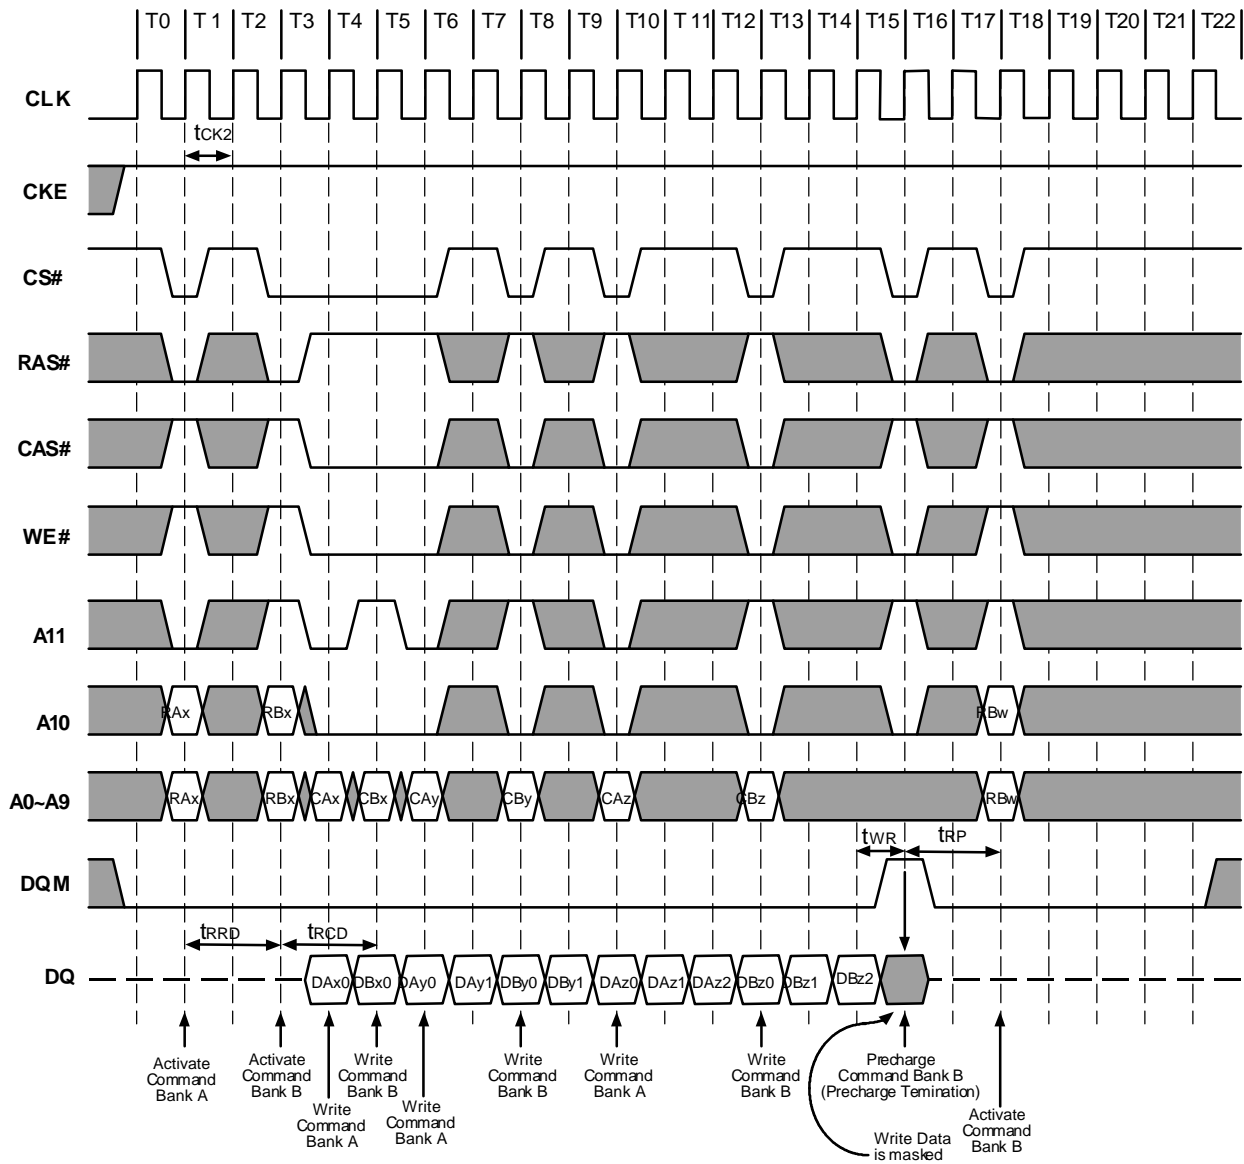 T0 T 1 T2 T3 T4 T5 T6 T7 T8 T9 T10 T 11 T12 T13 T14 T15 T16 T17 T18 T19 T20 T21 T22
CLK
tCK2
CKE
CS#
RAS#
CAS#
WE#
A11
A10
RAx RBx RBw
A0~A9
RAx RBx CAx CBx CAy CBy CAz CBz RBw
tWR tRP
DQM
tRRD tRCD
DQ
DAx0 DBx0 DAy0 DAy1 DBy0 DBy1 DAz0 DAz1 DAz2 DBz0 DBz1 DBz2
Activate
Command
Bank A
Activate
Command
Bank B
Write
Command
Bank A
Write
Command
Bank B
Write
Command
Bank A
Write
Command
Bank B
Write
Command
Bank A
Write
Command
Bank B
Precharge
Command Bank B
(Precharge Temination)
Write Data
is masked
Activate
Command
Bank B